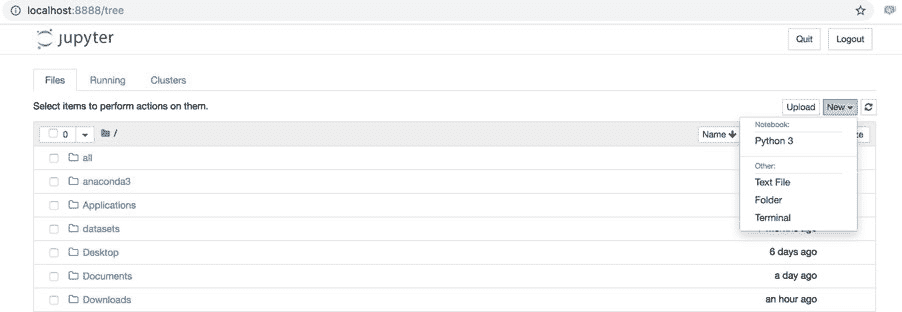 localhost:8888/tree
jupyter
Quit
Logout
Files
Running
Clusters
Select items to perform actions on them.
Upload
New
0
/
Name
Notebook:
Python 3
Other:
Text File
Folder
Terminal
all
anaconda3
Applications
datasets
Desktop
6 days ago
Documents
a day ago
Downloads
an hour ago